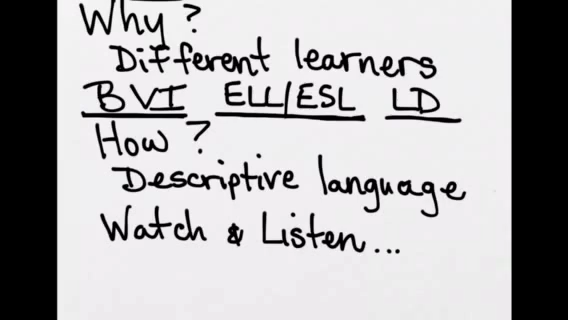 Why?
Different learners
BVI ELL/ESL LD
How?
Descriptive language
Watch & Listen...